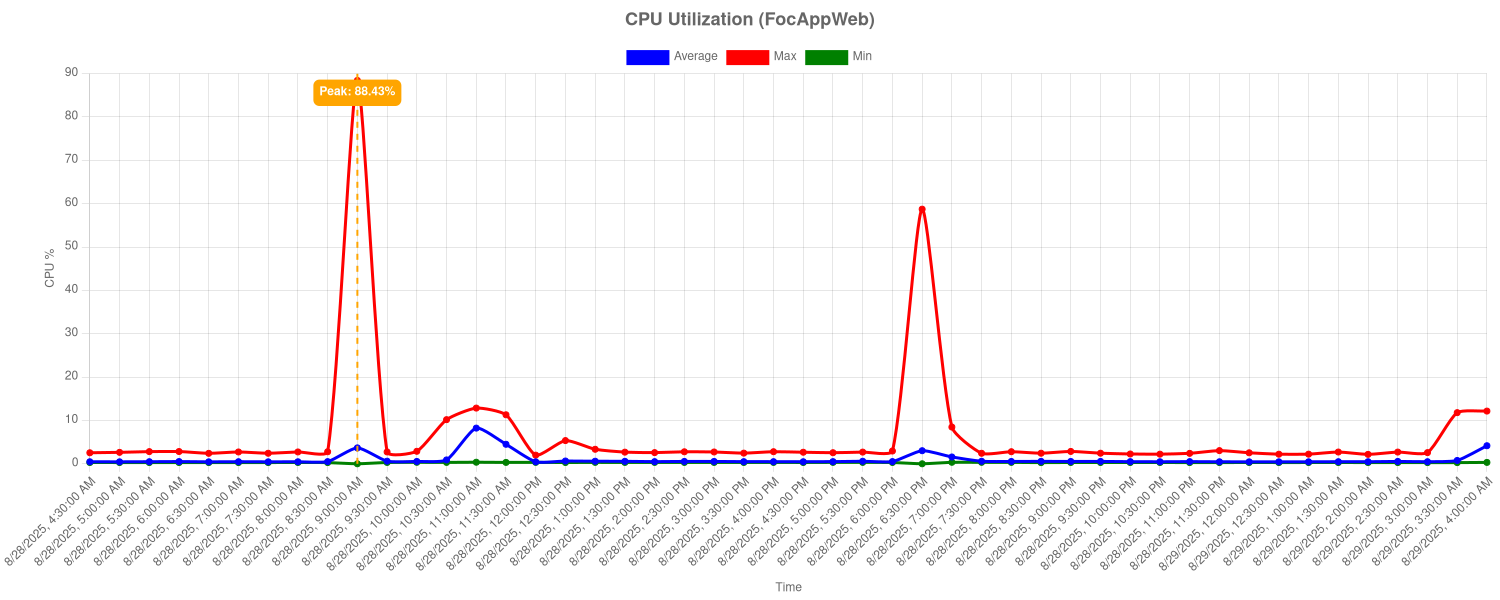 CPU Utilization (FocAppWeb)
Average Max Min
Peak: 88.43%
90
80
70
60
50
40
30
20
10
0
CPU %
8/28/2025, 4:30:00 AM
8/28/2025, 5:00:00 AM
8/28/2025, 5:30:00 AM
8/28/2025, 6:00:00 AM
8/28/2025, 6:30:00 AM
8/28/2025, 7:00:00 AM
8/28/2025, 7:30:00 AM
8/28/2025, 8:00:00 AM
8/28/2025, 8:30:00 AM
8/28/2025, 9:00:00 AM
8/28/2025, 9:30:00 AM
8/28/2025, 10:00:00 AM
8/28/2025, 10:30:00 AM
8/28/2025, 11:00:00 AM
8/28/2025, 11:30:00 AM
8/28/2025, 12:00:00 PM
8/28/2025, 12:30:00 PM
8/28/2025, 1:00:00 PM
8/28/2025, 1:30:00 PM
8/28/2025, 2:00:00 PM
8/28/2025, 2:30:00 PM
8/28/2025, 3:00:00 PM
8/28/2025, 3:30:00 PM
8/28/2025, 4:00:00 PM
8/28/2025, 4:30:00 PM
8/28/2025, 5:00:00 PM
8/28/2025, 5:30:00 PM
8/28/2025, 6:00:00 PM
8/28/2025, 6:30:00 PM
8/28/2025, 7:00:00 PM
8/28/2025, 7:30:00 PM
8/28/2025, 8:00:00 PM
8/28/2025, 8:30:00 PM
8/28/2025, 9:00:00 PM
8/28/2025, 9:30:00 PM
8/28/2025, 10:00:00 PM
8/28/2025, 10:30:00 PM
8/28/2025, 11:00:00 PM
8/28/2025, 11:30:00 PM
8/29/2025, 12:00:00 AM
8/29/2025, 12:30:00 AM
8/29/2025, 1:00:00 AM
8/29/2025, 1:30:00 AM
8/29/2025, 2:00:00 AM
8/29/2025, 2:30:00 AM
8/29/2025, 3:00:00 AM
8/29/2025, 3:30:00 AM
8/29/2025, 4:00:00 AM
Time